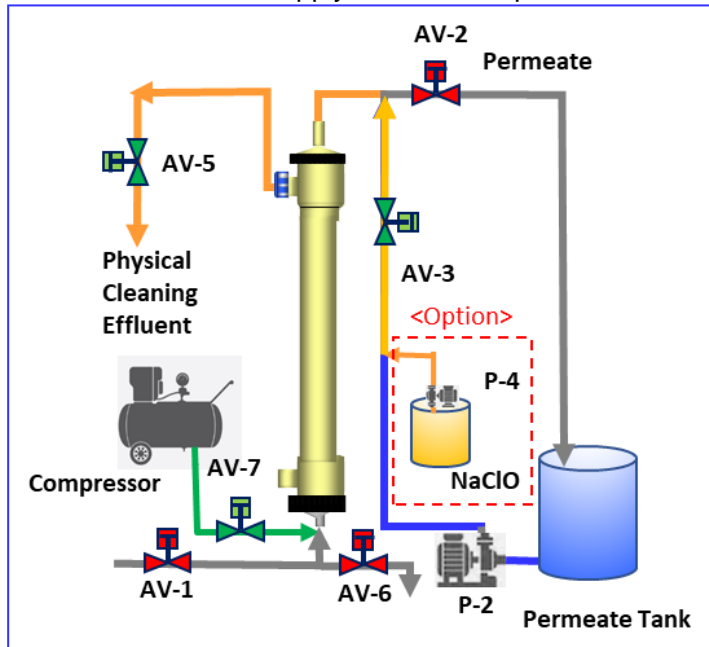 AV-2
Permeate
AV-5
AV-3
Physical
Cleaning
Effluent
<Option>
P-4
NaClO
Compressor
AV-7
AV-1
AV-6
P-2
Permeate Tank